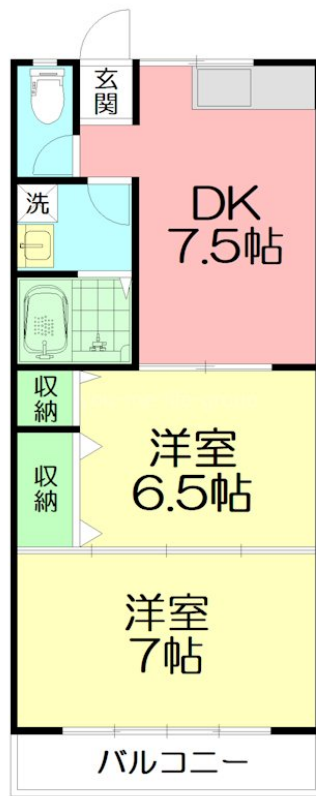 玄
関
洗
DK
7.5帖
収
納
洋室
6.5帖
収
納
洋室
7帖
バルコニー